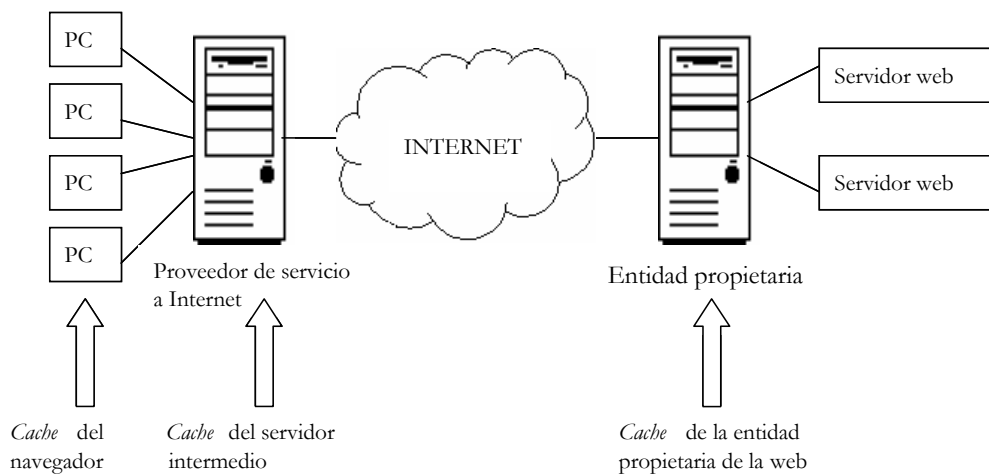 PC
PC
PC
PC
INTERNET
Servidor web
Servidor web
Proveedor de servicio
a Internet
Entidad propietaria
Cache del
navegador
Cache del servidor
intermedio
Cache de la entidad
propietaria de la web